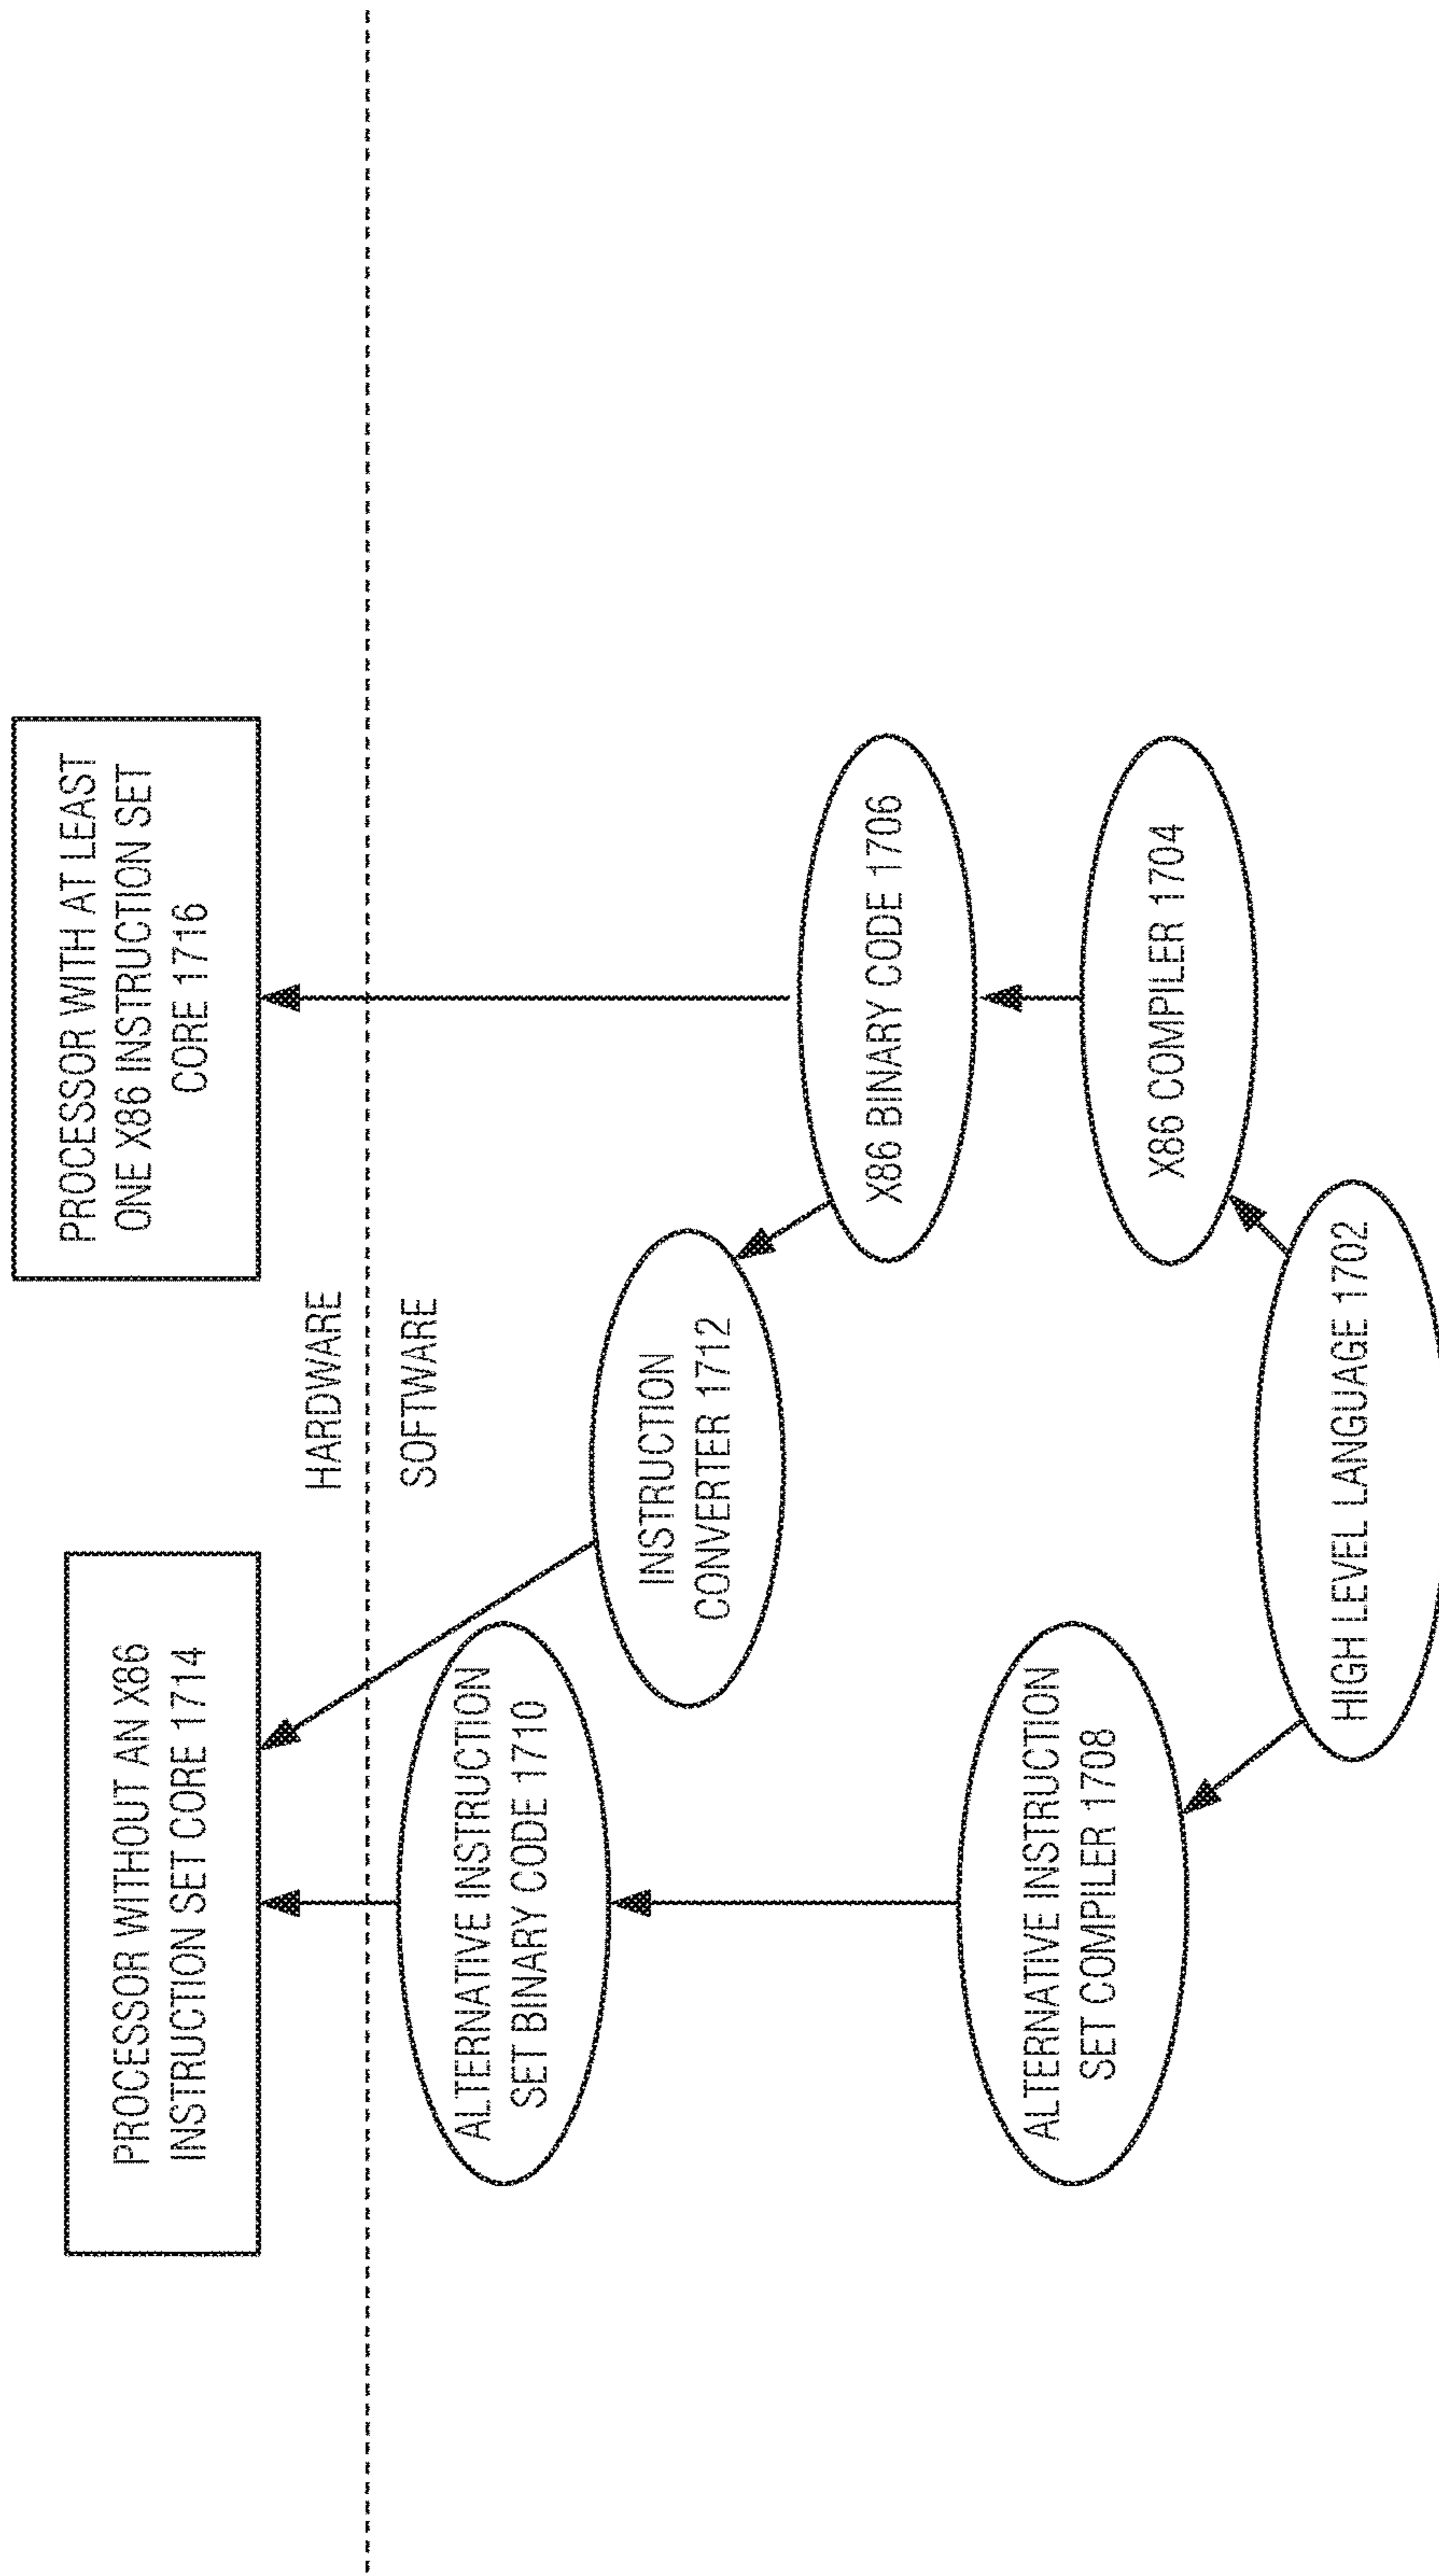 PROCESSOR WITHOUT AN X86
INSTRUCTION SET CORE 1714
PROCESSOR WITH AT LEAST
ONE X86 INSTRUCTION SET
CORE 1716
HARDWARE
SOFTWARE
ALTERNATIVE INSTRUCTION
SET BINARY CODE 1710
INSTRUCTION
CONVERTER 1712
X86 BINARY CODE 1706
ALTERNATIVE INSTRUCTION
SET COMPILER 1708
X86 COMPILER 1704
HIGH LEVEL LANGUAGE 1702